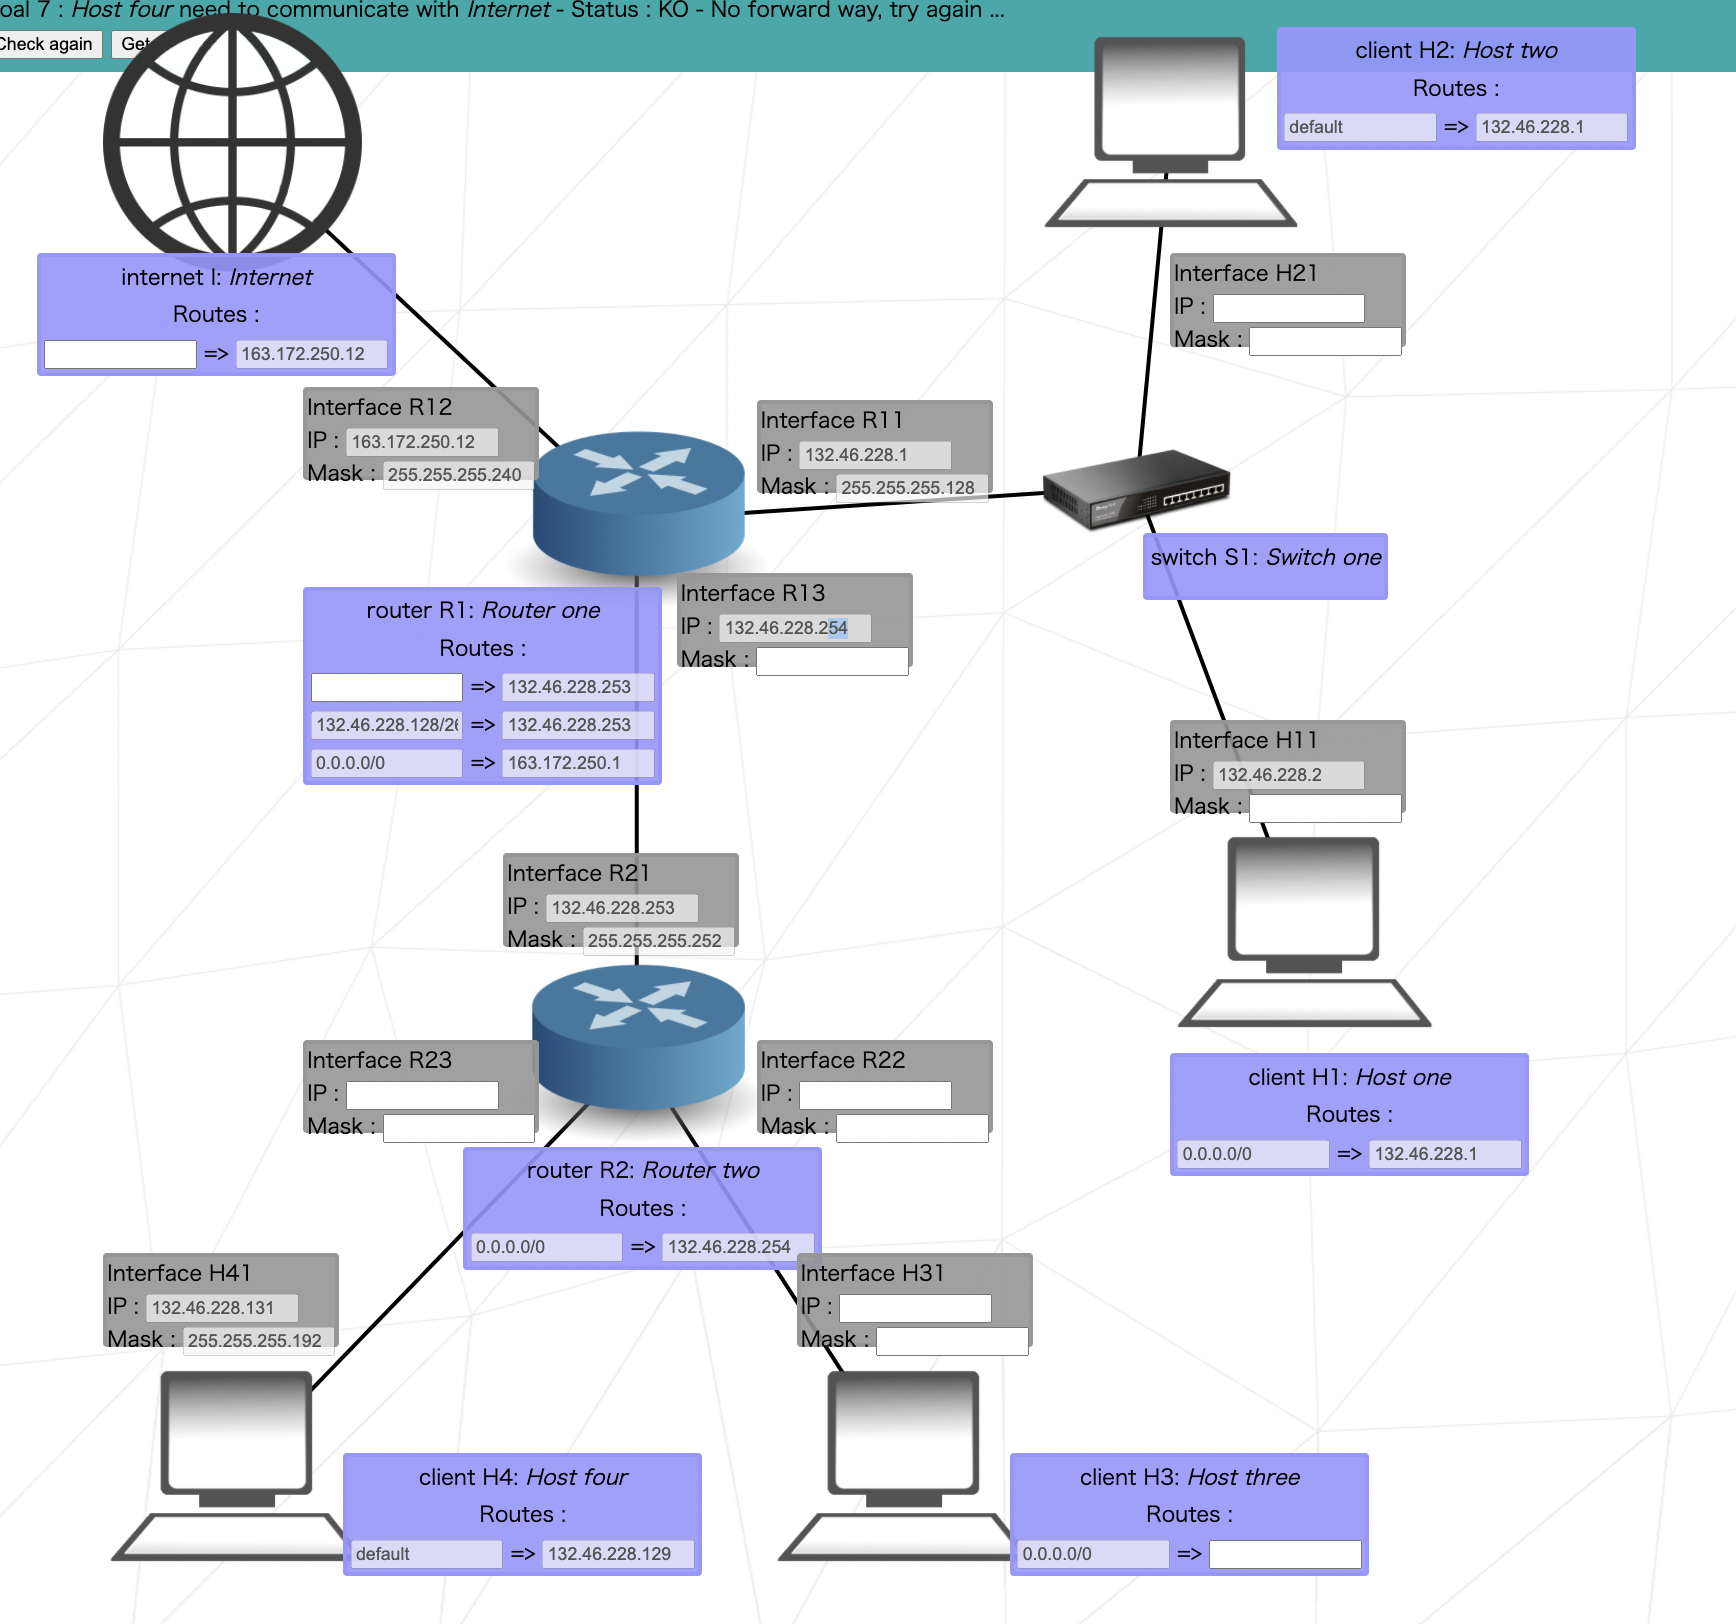 oal 7 : Host four need to communicate with Internet - Status : KO - No forward way, try again ...
Check again
Get
client H2: Host two
Routes :
default => 132.46.228.1
internet I: Internet
Routes :
=> 163.172.250.12
Interface H21
IP :
Mask :
Interface R12
IP : 163.172.250.12
Mask : 255.255.255.240
Interface R11
IP : 132.46.228.1
Mask : 255.255.255.128
switch S1: Switch one
Interface R13
IP : 132.46.228.254
Mask :
router R1: Router one
Routes :
=> 132.46.228.253
132.46.228.128/26 => 132.46.228.253
0.0.0.0/0 => 163.172.250.1
Interface H11
IP : 132.46.228.2
Mask :
Interface R21
IP : 132.46.228.253
Mask : 255.255.255.252
Interface R23
IP :
Mask :
Interface R22
IP :
Mask :
client H1: Host one
Routes :
0.0.0.0/0 => 132.46.228.1
router R2: Router two
Routes :
0.0.0.0/0 => 132.46.228.254
Interface H41
IP : 132.46.228.131
Mask : 255.255.255.192
Interface H31
IP :
Mask :
client H4: Host four
Routes :
default => 132.46.228.129
client H3: Host three
Routes :
0.0.0.0/0 =>